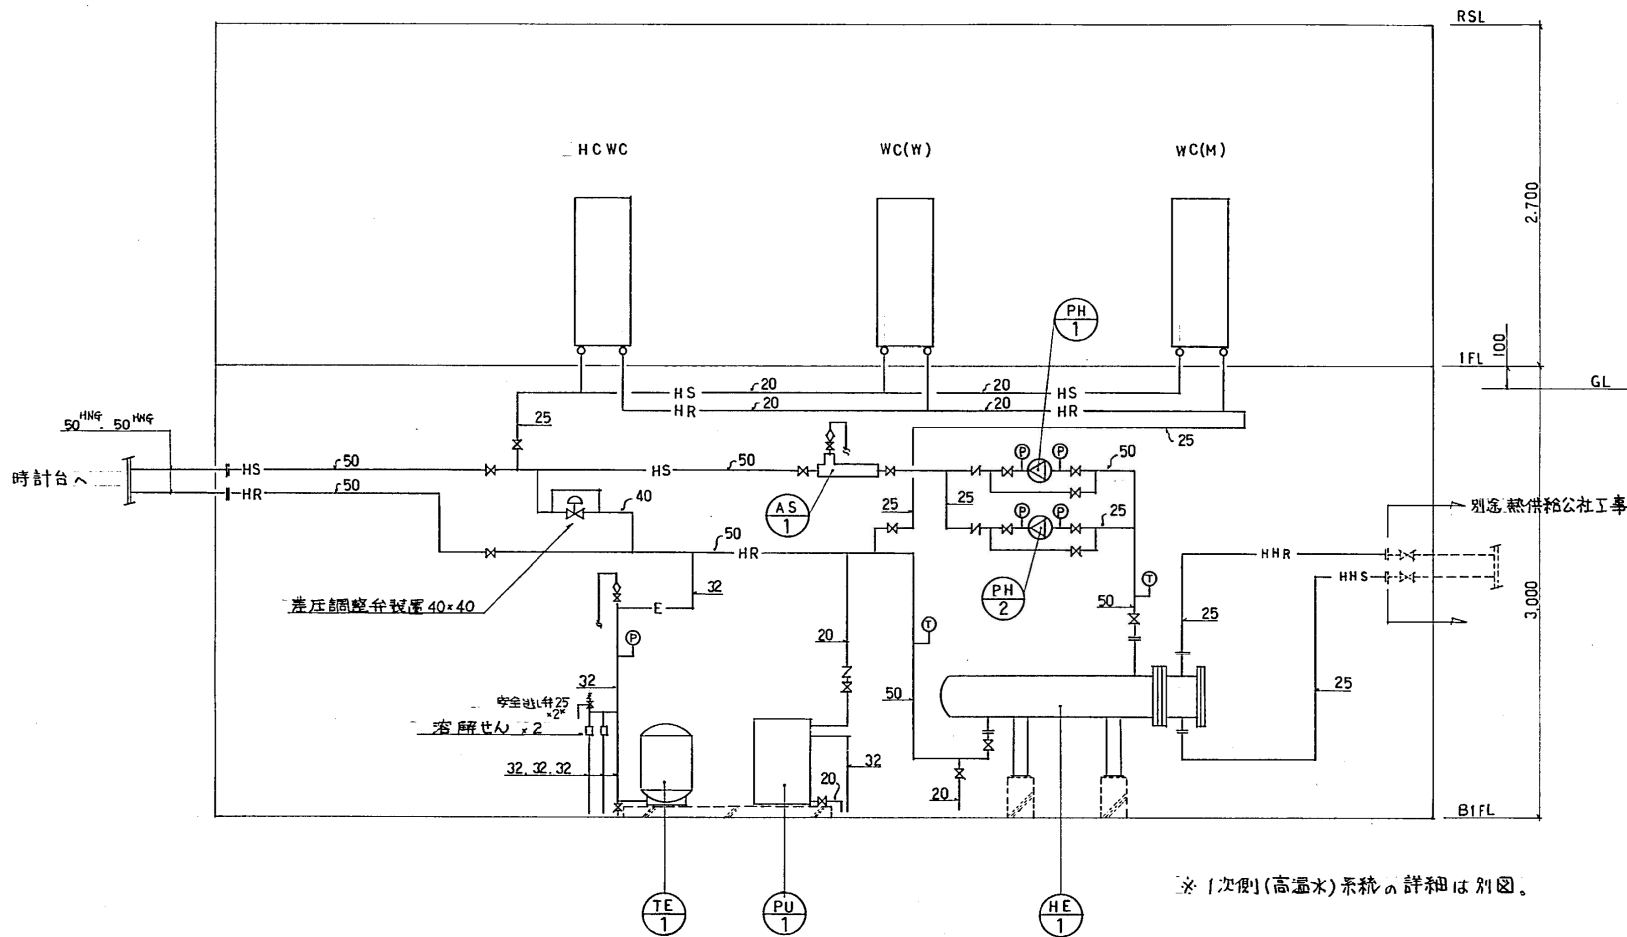 RSL
HCWC
WC(W)
WC(M)
2.700
PH
1
1FL
100
GL
HS
20
20
HS
HR
20
20
HR
25
25
50HNG. 50HNG
時計台へ
HS
50
HS
50
50
HR
50
40
AS
1
25
25
25
別途熱供給公社工事
50
HR
HHR
HHS
差圧調整弁装置40×40
32
E
PH
2
P
P
P
P
T
50
25
3.000
P
20
T
32
50
25
安全逃し弁25
×2
溶解せん ×2
32.32.32
32
20
20
B1FL
TE
1
PU
1
HE
1
※ 1次側(高温水)系統の詳細は別図。